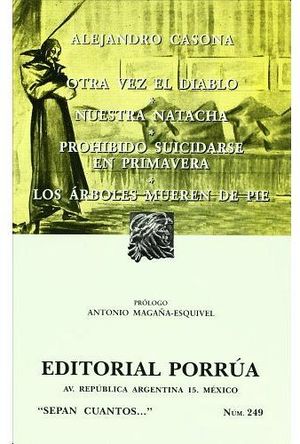 ALEJANDRO CASONA
OTRA VEZ EL DIABLO
*
NUESTRA NATACHA
*
PROHIBIDO SUICIDARSE
EN PRIMAVERA
*
LOS ÁRBOLES MUEREN DE PIE
PRÓLOGO
ANTONIO MAGAÑA-ESQUIVEL
EDITORIAL PORRÚA
AV. REPÚBLICA ARGENTINA 15. MÉXICO
"SEPAN CUANTOS..." NÚM. 249